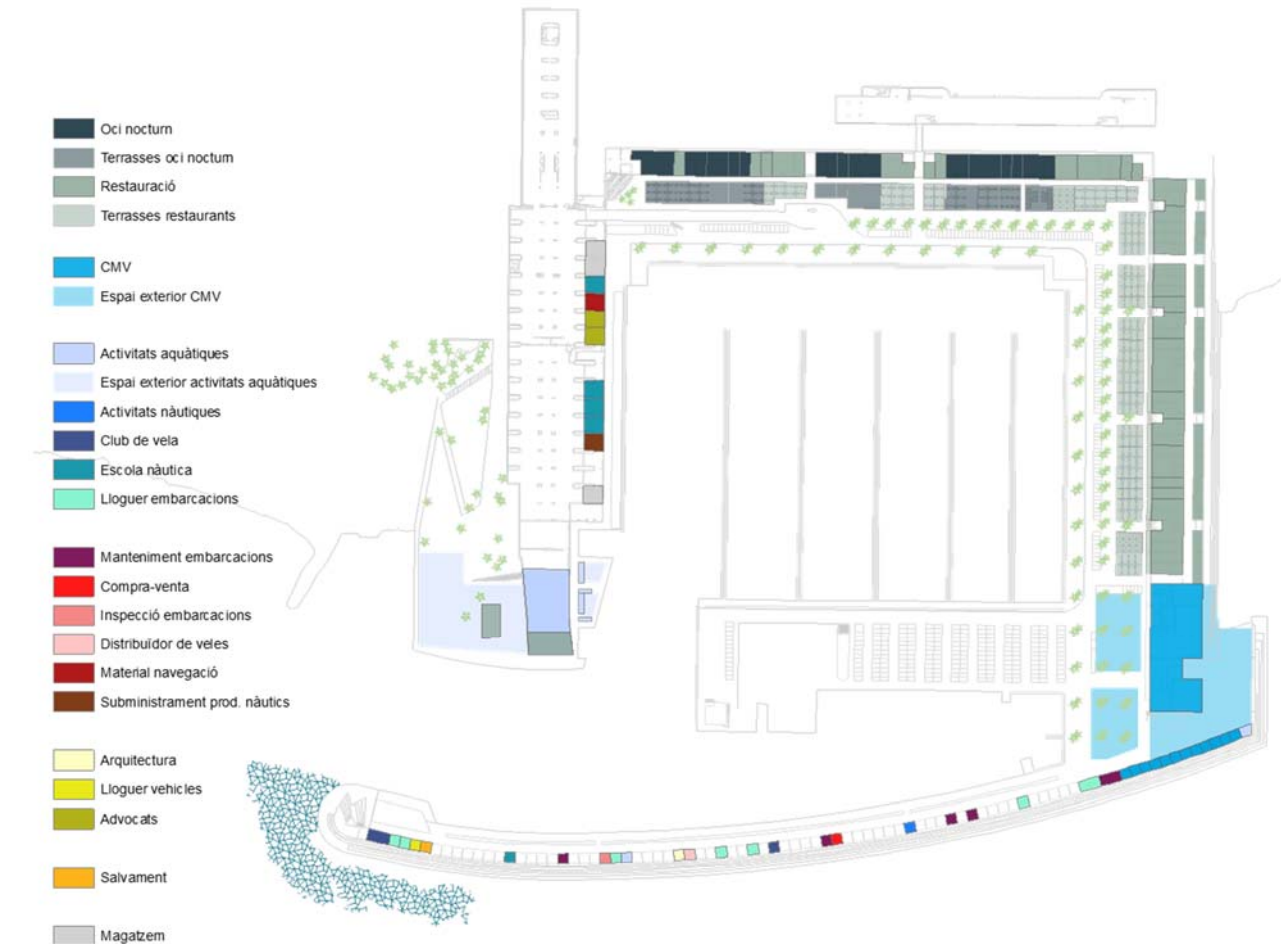 Oci nocturn
Terrasses oci noctum
Restauració
Terrasses restaurants
CMV
Espai exterior CMV
Activitats aquàtiques
Espai exterior activitats aquàtiques
Activitats nàutiques
Club de vela
Escola nàutica
Lloguer embarcacions
Manteniment embarcacions
Compra-venta
Inspecció embarcacions
Distribuïdor de veles
Material navegació
Subministrament prod. nàutics
Arquitectura
Lloguer vehicles
Advocats
Salvament
Magatzem